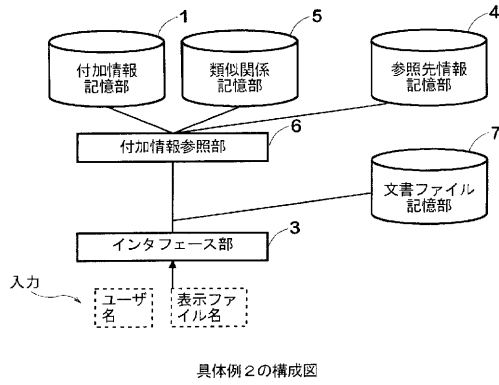 1
5
4
付加情報
記憶部
類似関係
記憶部
参照先情報
記憶部
6
付加情報参照部
7
文書ファイル
記憶部
3
インタフェース部
入力
ユーザ
名
表示ファ
イル名
具体例2の構成図